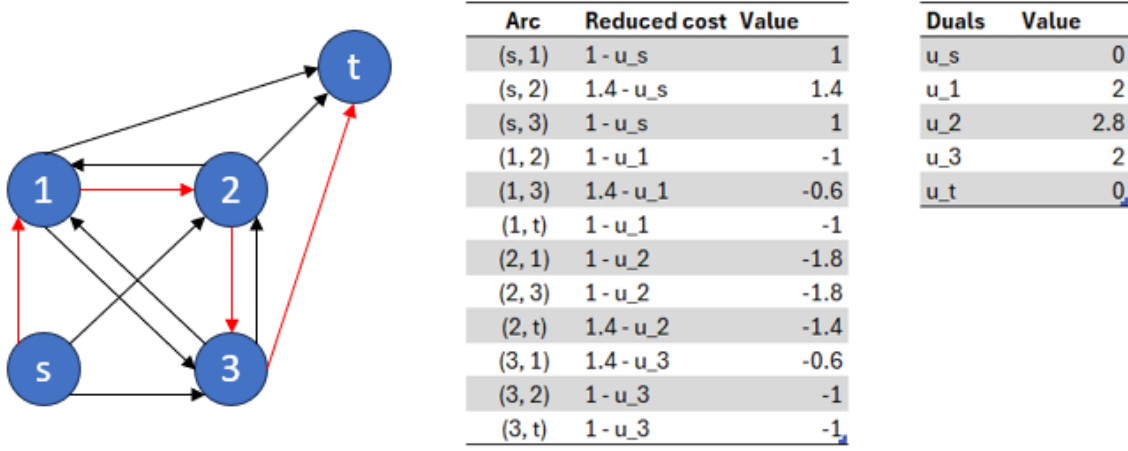 t
1
2
s
3
Arc Reduced cost Value
(s, 1) 1 - u_s 1
(s, 2) 1.4 - u_s 1.4
(s, 3) 1 - u_s 1
(1, 2) 1 - u_1 -1
(1, 3) 1.4 - u_1 -0.6
(1, t) 1 - u_1 -1
(2, 1) 1 - u_2 -1.8
(2, 3) 1 - u_2 -1.8
(2, t) 1.4 - u_2 -1.4
(3, 1) 1.4 - u_3 -0.6
(3, 2) 1 - u_3 -1
(3, t) 1 - u_3 -1
Duals Value
u_s 0
u_1 2
u_2 2.8
u_3 2
u_t 0